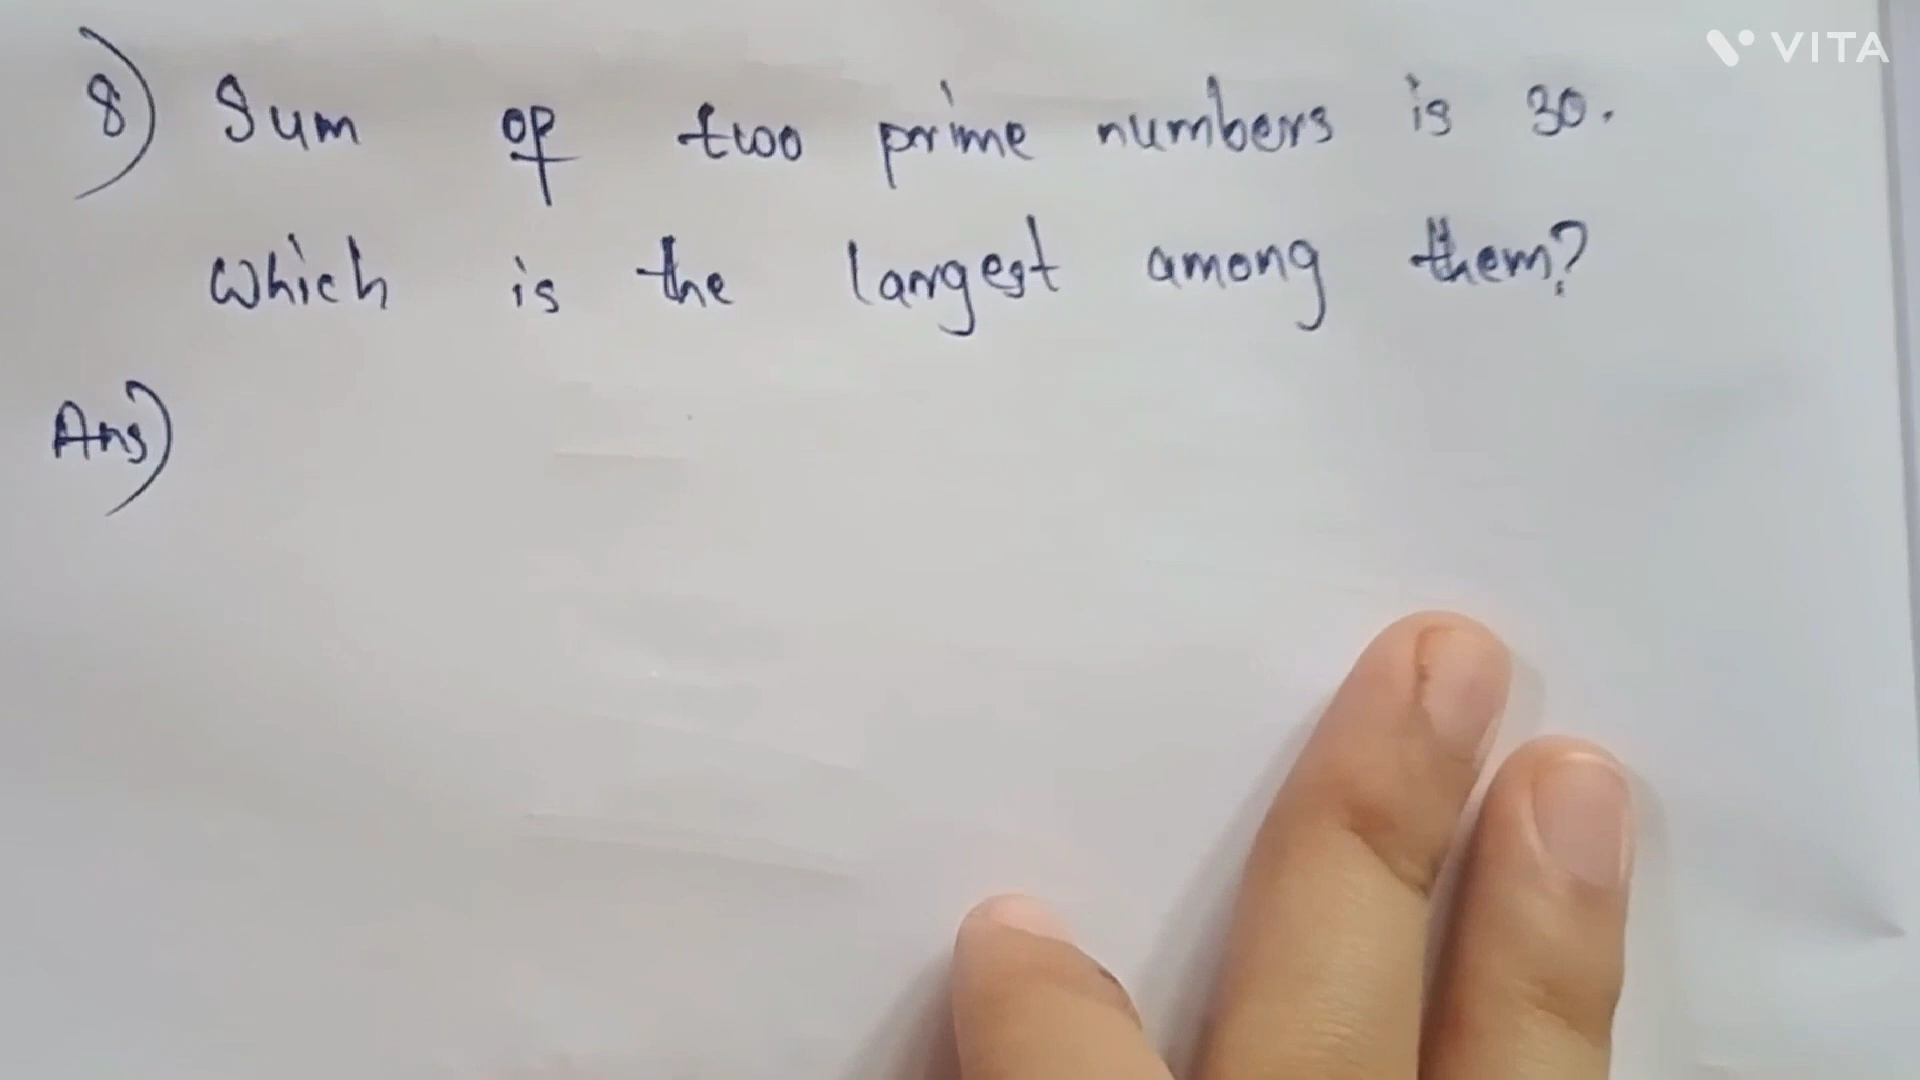 VITA
8) Sum of two prime numbers is 30.
which is the largest among them?
Ans)